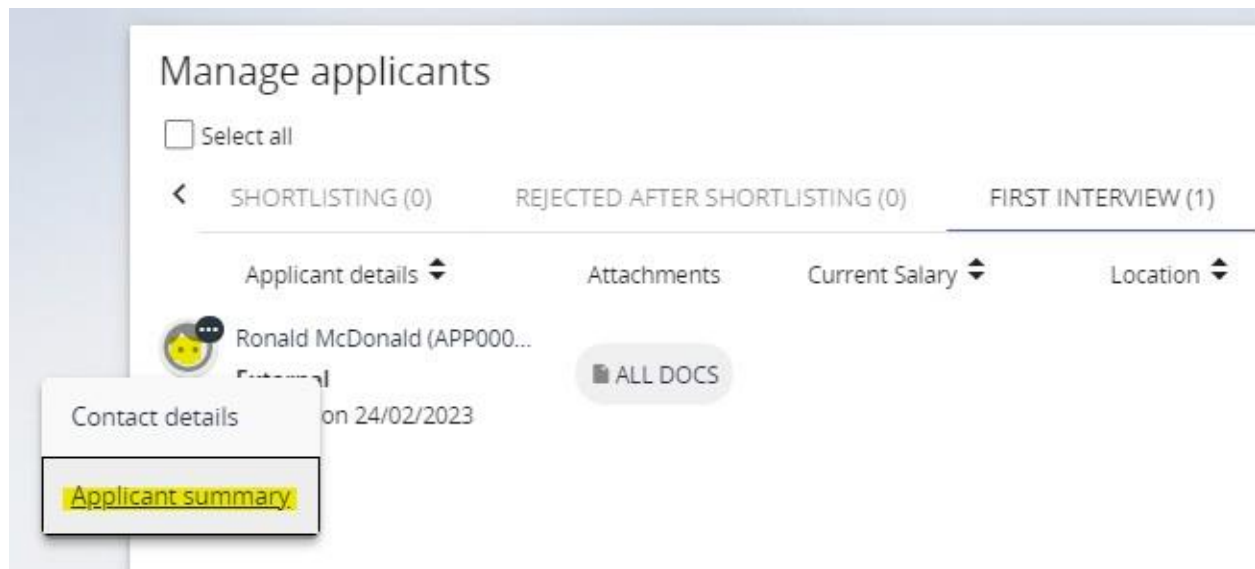 Manage applicants
Select all
SHORTLISTING (0) REJECTED AFTER SHORTLISTING (0) FIRST INTERVIEW (1)
Applicant details Attachments Current Salary Location
Ronald McDonald (APP000...
External
ALL DOCS
Contact details
on 24/02/2023
Applicant summary